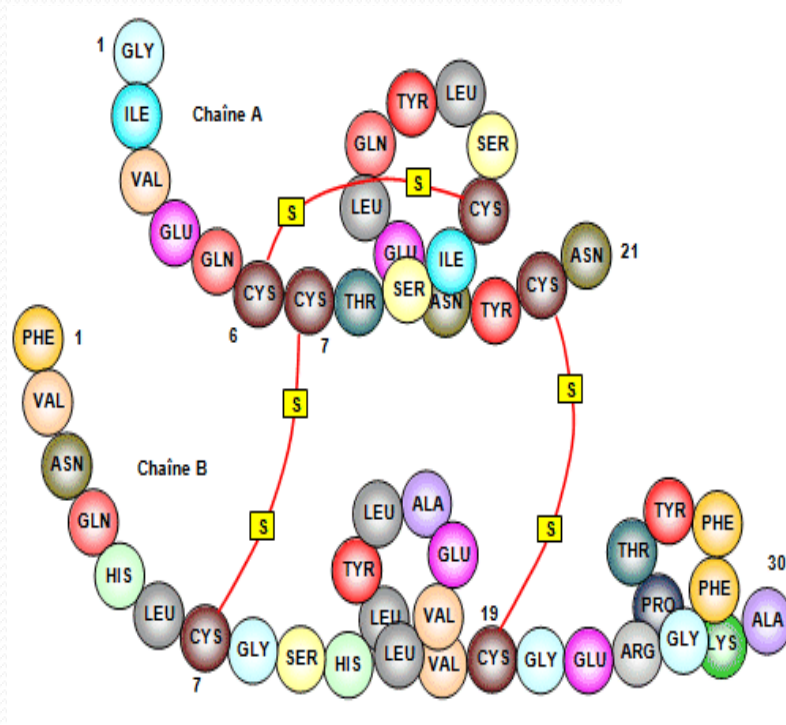 1
GLY
ILE
Chaîne A
VAL
GLU
GLN
CYS
6
CYS
7
THR
SER
ILE
CYS
SER
LEU
TYR
GLN
LEU
GLU
ASN
TYR
CYS
ASN
21
S
S
S
S
S
S
PHE
1
VAL
ASN
Chaîne B
GLN
HIS
LEU
CYS
7
GLY
SER
HIS
LEU
VAL
GLU
ALA
LEU
TYR
LEU
VAL
CYS
19
GLY
GLU
ARG
GLY
PHE
PHE
TYR
THR
PRO
LYS
ALA
30